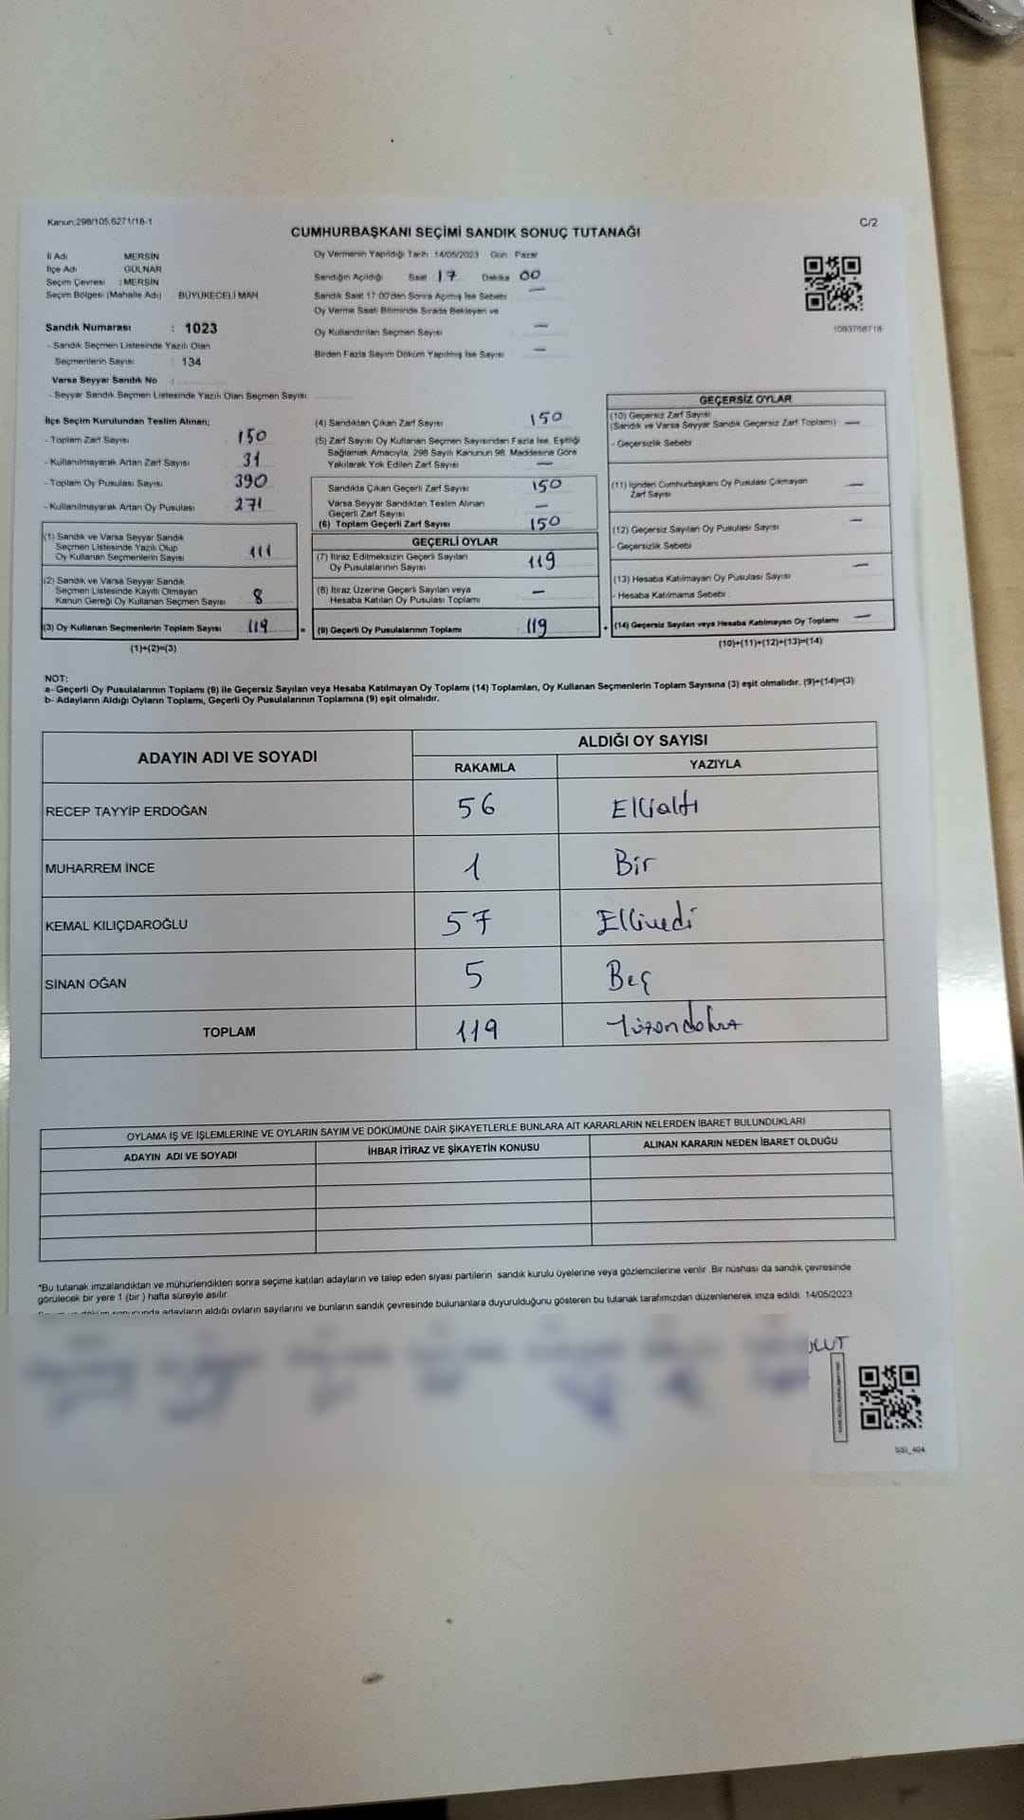 Kanun:298/105,6271/18-1
C/2
CUMHURBAŞKANI SEÇİMİ SANDIK SONUÇ TUTANAĞI
İl Adı MERSİN
İlçe Adı GÜLNAR
Seçim Çevresi : MERSİN
Seçim Bölgesi (Mahalle Adı) BÜYÜKECELİ MAH
Sandık Numarası : 1023
- Sandık Seçmen Listesinde Yazılı Olan
Seçmenlerin Sayısı : 134
Varsa Seyyar Sandık No :
- Seyyar Sandık Seçmen Listesinde Yazılı Olan Seçmen Sayısı
Oy Vermenin Yapıldığı Tarih : 14/05/2023 Gün Pazar
Sandığın Açıldığı Saat 17 Dakika 00
Sandık Saat 17:00'dan Sonra Açılmış İse Sebebi —
Oy Verme Saati Bitiminde Sırada Bekleyen ve
Oy Kullandırılan Seçmen Sayısı —
Birden Fazla Sayım Döküm Yapılmış İse Sayısı —
1093768718
İlçe Seçim Kurulundan Teslim Alınan;
- Toplam Zarf Sayısı 150
- Kullanılmayarak Artan Zarf Sayısı 31
- Toplam Oy Pusulası Sayısı 390
- Kullanılmayarak Artan Oy Pusulası 271
(1) Sandık ve Varsa Seyyar Sandık
Seçmen Listesinde Yazılı Olup
Oy Kullanan Seçmenlerin Sayısı 111
(2) Sandık ve Varsa Seyyar Sandık
Seçmen Listesinde Kayıtlı Olmayan
Kanun Gereği Oy Kullanan Seçmen Sayısı 8
(3) Oy Kullanan Seçmenlerin Toplam Sayısı 119
(1)+(2)=(3)
(4) Sandıktan Çıkan Zarf Sayısı 150
(5) Zarf Sayısı Oy Kullanan Seçmen Sayısından Fazla İse, Eşitliği
Sağlamak Amacıyla, 298 Sayılı Kanunun 98. Maddesine Göre
Yakılarak Yok Edilen Zarf Sayısı —
Sandıkta Çıkan Geçerli Zarf Sayısı 150
Varsa Seyyar Sandıktan Teslim Alınan
Geçerli Zarf Sayısı —
(6) Toplam Geçerli Zarf Sayısı 150
GEÇERLİ OYLAR
(7) İtiraz Edilmeksizin Geçerli Sayılan
Oy Pusulalarının Sayısı 119
(8) İtiraz Üzerine Geçerli Sayılan veya
Hesaba Katılan Oy Pusulası Toplamı —
= (9) Geçerli Oy Pusulalarının Toplamı 119
GEÇERSİZ OYLAR
(10) Geçersiz Zarf Sayısı
(Sandık ve Varsa Seyyar Sandık Geçersiz Zarf Toplamı) —
- Geçersizlik Sebebi
(11) İçinden Cumhurbaşkanı Oy Pusulası Çıkmayan
Zarf Sayısı —
(12) Geçersiz Sayılan Oy Pusulası Sayısı —
- Geçersizlik Sebebi
(13) Hesaba Katılmayan Oy Pusulası Sayısı —
- Hesaba Katılmama Sebebi
+ (14) Geçersiz Sayılan veya Hesaba Katılmayan Oy Toplamı —
(10)+(11)+(12)+(13)=(14)
NOT:
a- Geçerli Oy Pusulalarının Toplamı (9) ile Geçersiz Sayılan veya Hesaba Katılmayan Oy Toplamı (14) Toplamları, Oy Kullanan Seçmenlerin Toplam Sayısına (3) eşit olmalıdır. (9)+(14)=(3)
b- Adayların Aldığı Oyların Toplamı, Geçerli Oy Pusulalarının Toplamına (9) eşit olmalıdır.
ADAYIN ADI VE SOYADI ALDIĞI OY SAYISI
RAKAMLA YAZIYLA
RECEP TAYYİP ERDOĞAN 56 Ellialtı
MUHARREM İNCE 1 Bir
KEMAL KILIÇDAROĞLU 57 Elliyedi
SİNAN OĞAN 5 Beş
TOPLAM 119 Yüzondokuz
OYLAMA İŞ VE İŞLEMLERİNE VE OYLARIN SAYIM VE DÖKÜMÜNE DAİR ŞİKAYETLERLE BUNLARA AİT KARARLARIN NELERDEN İBARET BULUNDUKLARI
ADAYIN ADI VE SOYADI İHBAR İTİRAZ VE ŞİKAYETİN KONUSU ALINAN KARARIN NEDEN İBARET OLDUĞU
*Bu tutanak imzalandıktan ve mühürlendikten sonra seçime katılan adayların ve talep eden siyasi partilerin sandık kurulu üyelerine veya gözlemcilerine verilir. Bir nüshası da sandık çevresinde
görülecek bir yere 1 (bir) hafta süreyle asılır.
adayların aldığı oyların sayılarını ve bunların sandık çevresinde bulunanlara duyurulduğunu gösteren bu tutanak tarafımızdan düzenlenerek imza edildi. 14/05/2023